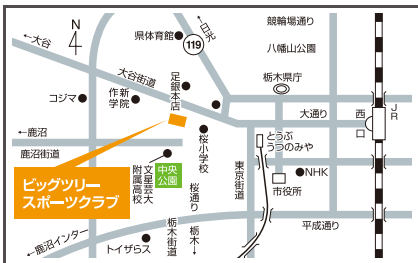 競輪場通り
←日光
N
県体育館
119
八幡山公園
←大谷
大谷街道
足銀本店
栃木県庁
コジマ
作新
学院
大通り
西口
JR
←鹿沼
鹿沼街道
桜小学校
とうぶ
うつのみや
ビッグツリー
スポーツクラブ
文星芸大
附属高校
中央
公園
東京街道
NHK
市役所
桜通り
平成通り
←鹿沼インター
トイザらス
栃木街道
栃木↓